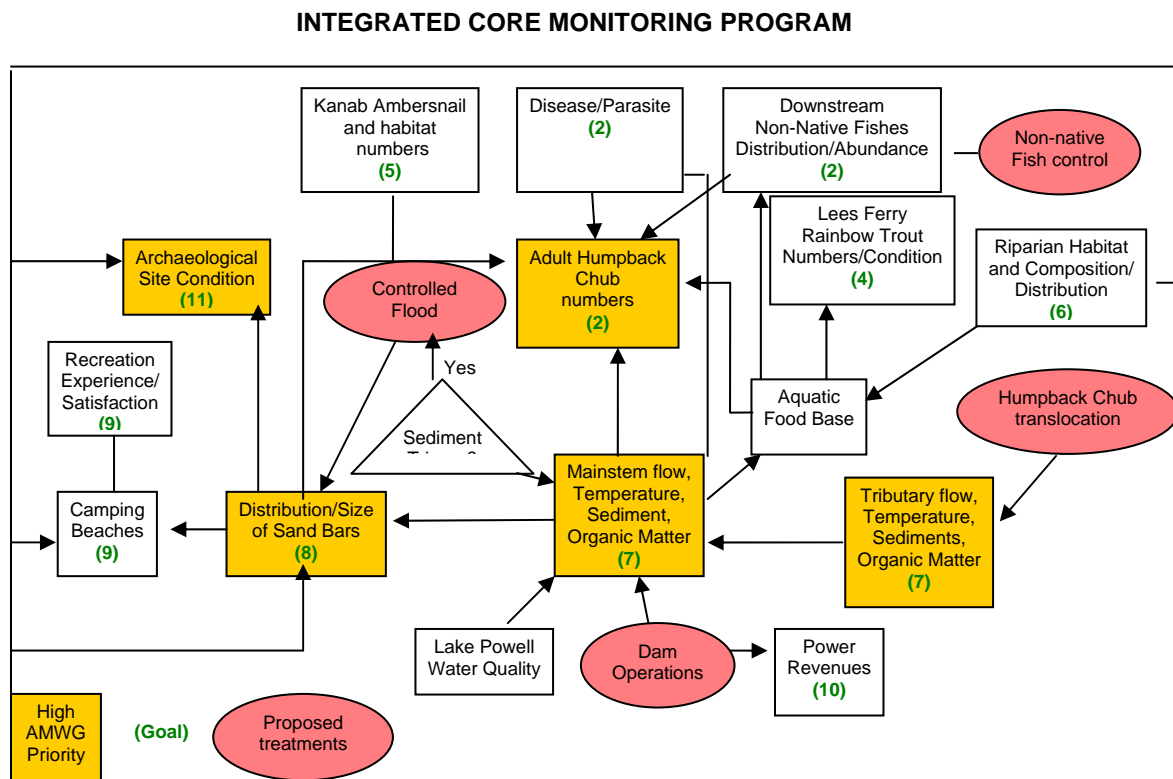 INTEGRATED CORE MONITORING PROGRAM
Kanab Ambersnail
and habitat
numbers
(5)
Disease/Parasite
(2)
Downstream
Non-Native Fishes
Distribution/Abundance
(2)
Non-native
Fish control
Lees Ferry
Rainbow Trout
Numbers/Condition
(4)
Riparian Habitat
and Composition/
Distribution
(6)
Archaeological
Site Condition
(11)
Controlled
Flood
Adult Humpback
Chub
numbers
(2)
Recreation
Experience/
Satisfaction
(9)
Yes
Sediment
Aquatic
Food Base
Humpback Chub
translocation
Camping
Beaches
(9)
Distribution/Size
of Sand Bars
(8)
Mainstem flow,
Temperature,
Sediment,
Organic Matter
(7)
Tributary flow,
Temperature,
Sediments,
Organic Matter
(7)
Lake Powell
Water Quality
Dam
Operations
Power
Revenues
(10)
High
AMWG
Priority
(Goal)
Proposed
treatments